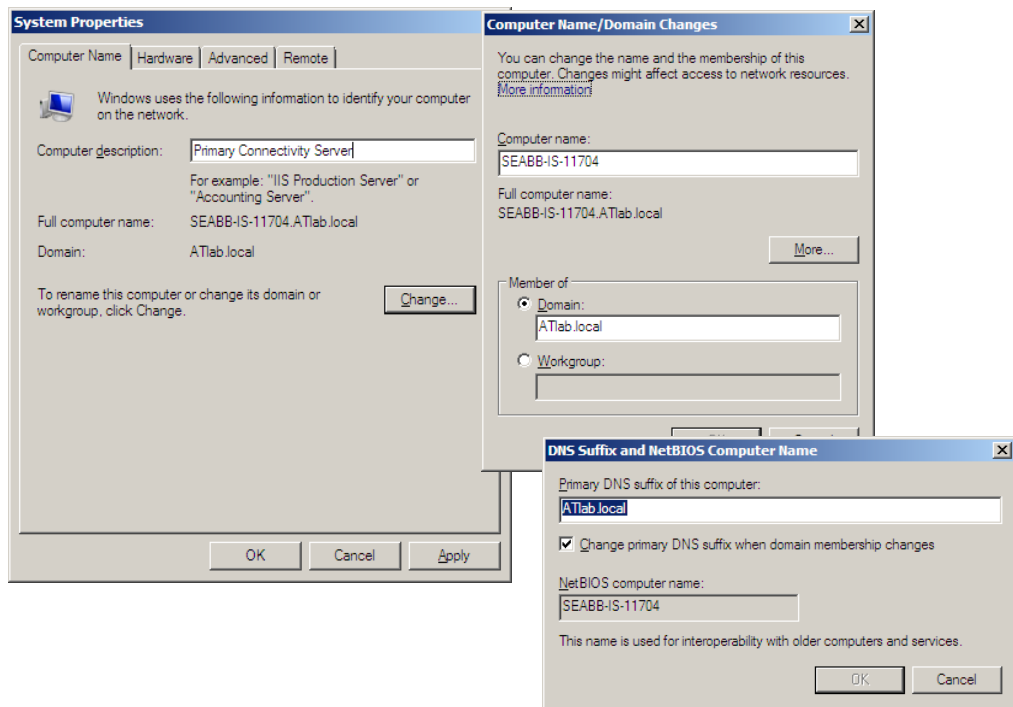 System Properties
Computer Name
Hardware
Advanced
Remote
Windows uses the following information to identify your computer
on the network.
Computer description:
Primary Connectivity Server
For example: "IIS Production Server" or
"Accounting Server".
Full computer name:
SEABB-IS-11704.ATlab.local
Domain:
ATlab.local
To rename this computer or change its domain or
workgroup, click Change.
Change...
OK
Cancel
Apply
Computer Name/Domain Changes
You can change the name and the membership of this
computer. Changes might affect access to network resources.
More information
Computer name:
SEABB-IS-11704
Full computer name:
SEABB-IS-11704.ATlab.local
More...
Member of
Domain:
ATlab.local
Workgroup:
DNS Suffix and NetBIOS Computer Name
Primary DNS suffix of this computer:
ATlab.local
Change primary DNS suffix when domain membership changes
NetBIOS computer name:
SEABB-IS-11704
This name is used for interoperability with older computers and services.
OK
Cancel